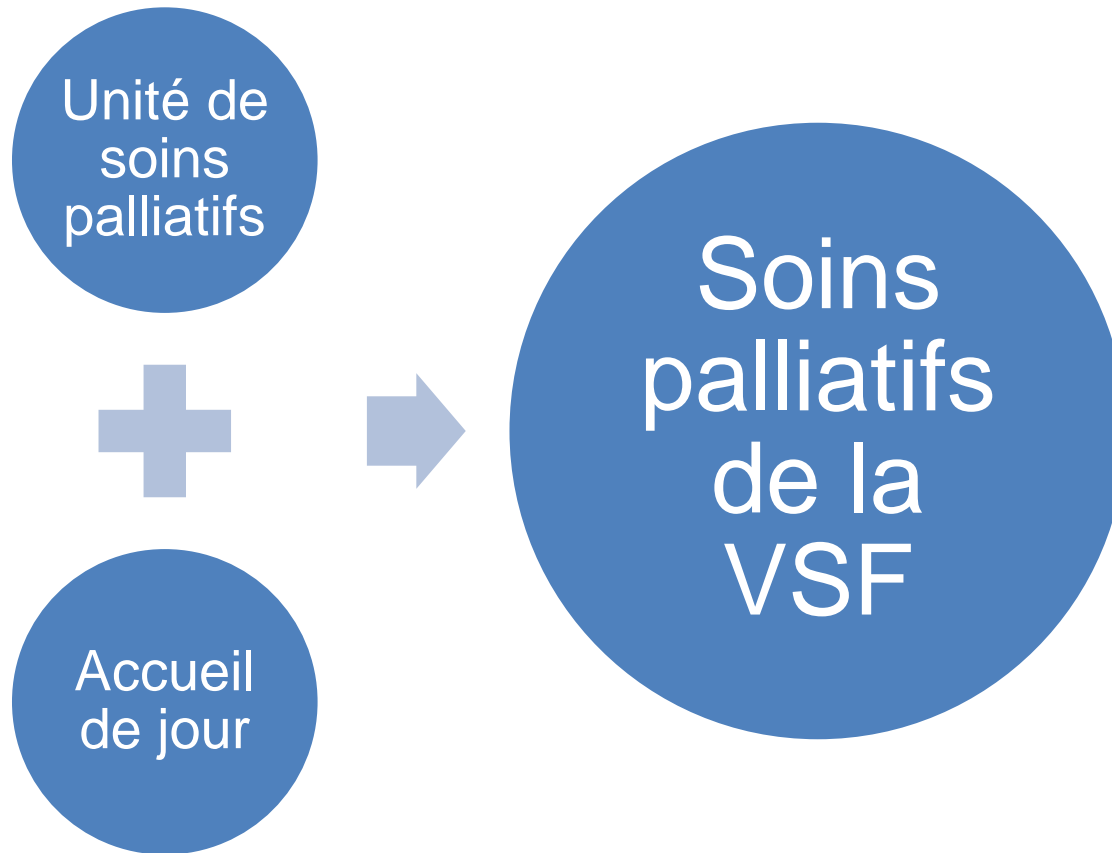 Unité de
soins
palliatifs
Accueil
de jour
Soins
palliatifs
de la
VSF